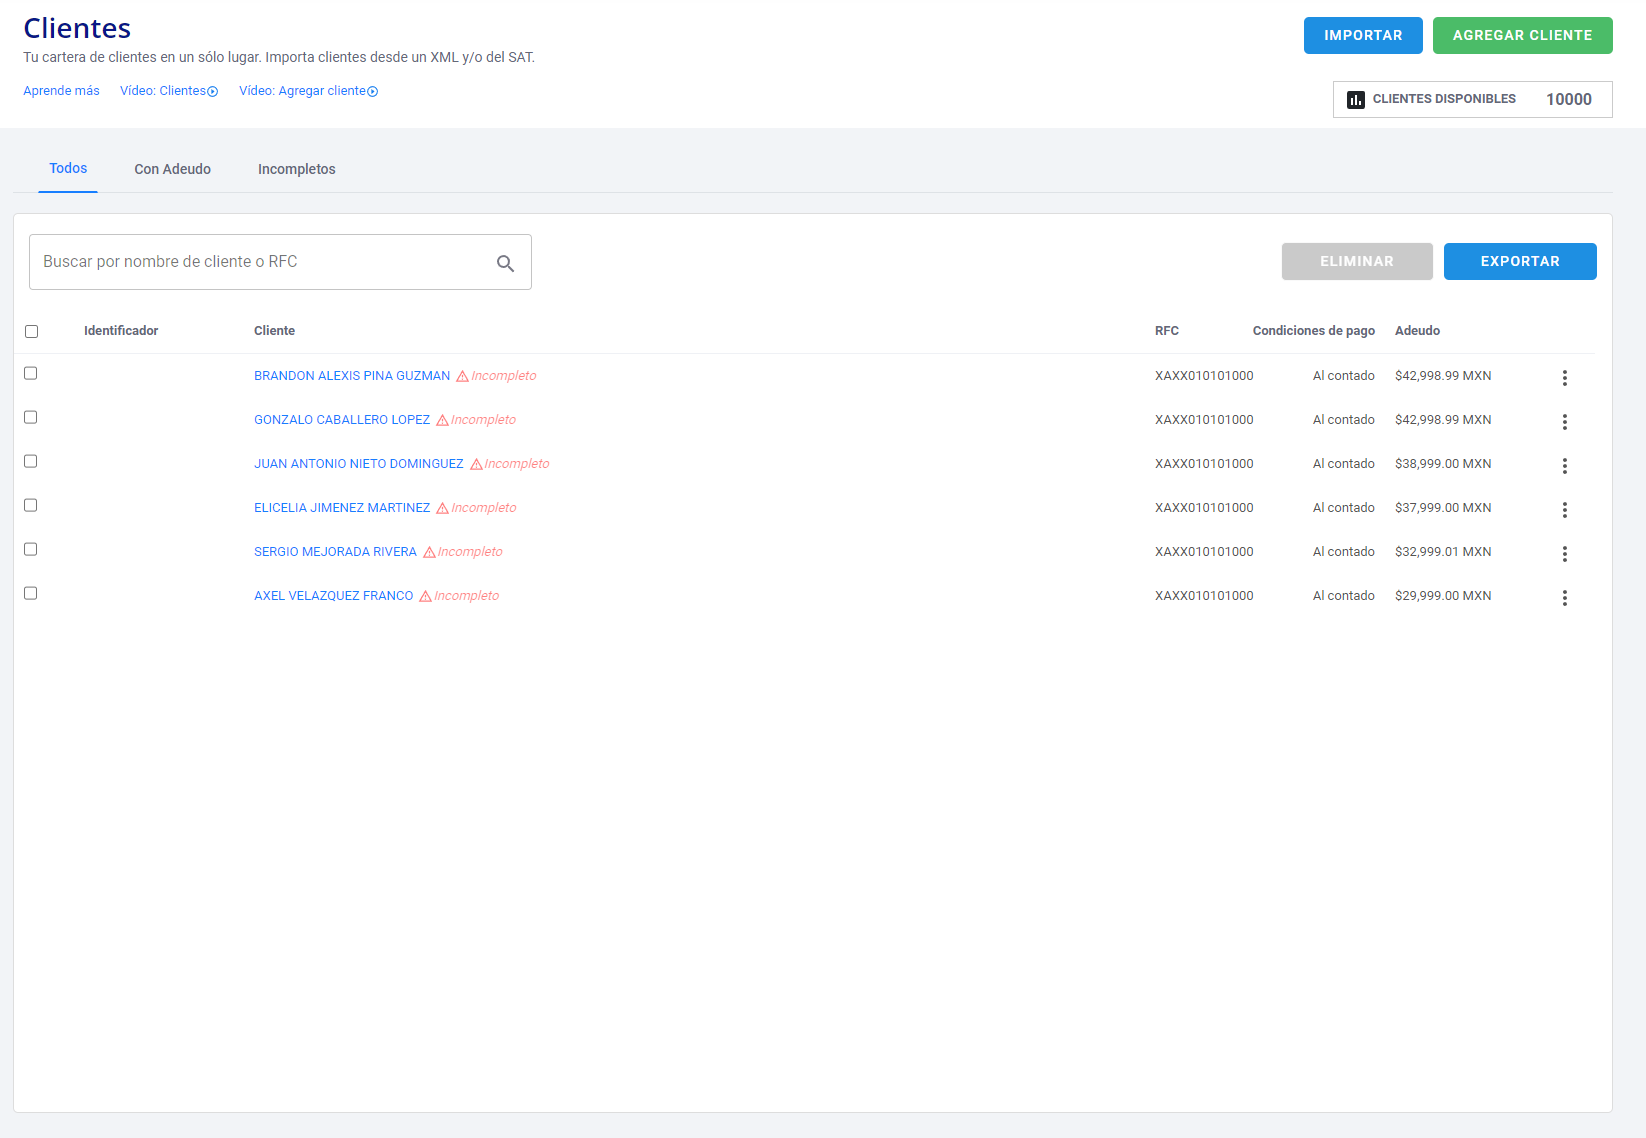 Clientes
IMPORTAR
AGREGAR CLIENTE
Tu cartera de clientes en un sólo lugar. Importa clientes desde un XML y/o del SAT.
Aprende más Vídeo: Clientes Vídeo: Agregar cliente
CLIENTES DISPONIBLES 10000
Todos Con Adeudo Incompletos
Buscar por nombre de cliente o RFC
ELIMINAR
EXPORTAR
Identificador Cliente RFC Condiciones de pago Adeudo
BRANDON ALEXIS PINA GUZMAN Incompleto XAXX010101000 Al contado $42,998.99 MXN
GONZALO CABALLERO LOPEZ Incompleto XAXX010101000 Al contado $42,998.99 MXN
JUAN ANTONIO NIETO DOMINGUEZ Incompleto XAXX010101000 Al contado $38,999.00 MXN
ELICELIA JIMENEZ MARTINEZ Incompleto XAXX010101000 Al contado $37,999.00 MXN
SERGIO MEJORADA RIVERA Incompleto XAXX010101000 Al contado $32,999.01 MXN
AXEL VELAZQUEZ FRANCO Incompleto XAXX010101000 Al contado $29,999.00 MXN